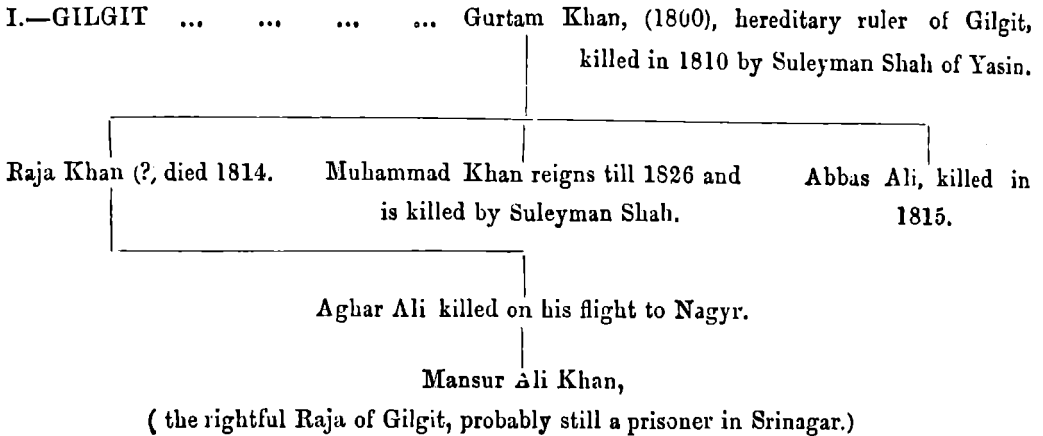 I.—GILGIT ... ... ... ... Gurtam Khan, (1800), hereditary ruler of Gilgit,
killed in 1810 by Suleyman Shah of Yasin.
Raja Khan (?, died 1814. Muhammad Khan reigns till 1826 and Abbas Ali, killed in
is killed by Suleyman Shah. 1815.
Aghar Ali killed on his flight to Nagyr.
Mansur Ali Khan,
( the rightful Raja of Gilgit, probably still a prisoner in Srinagar.)